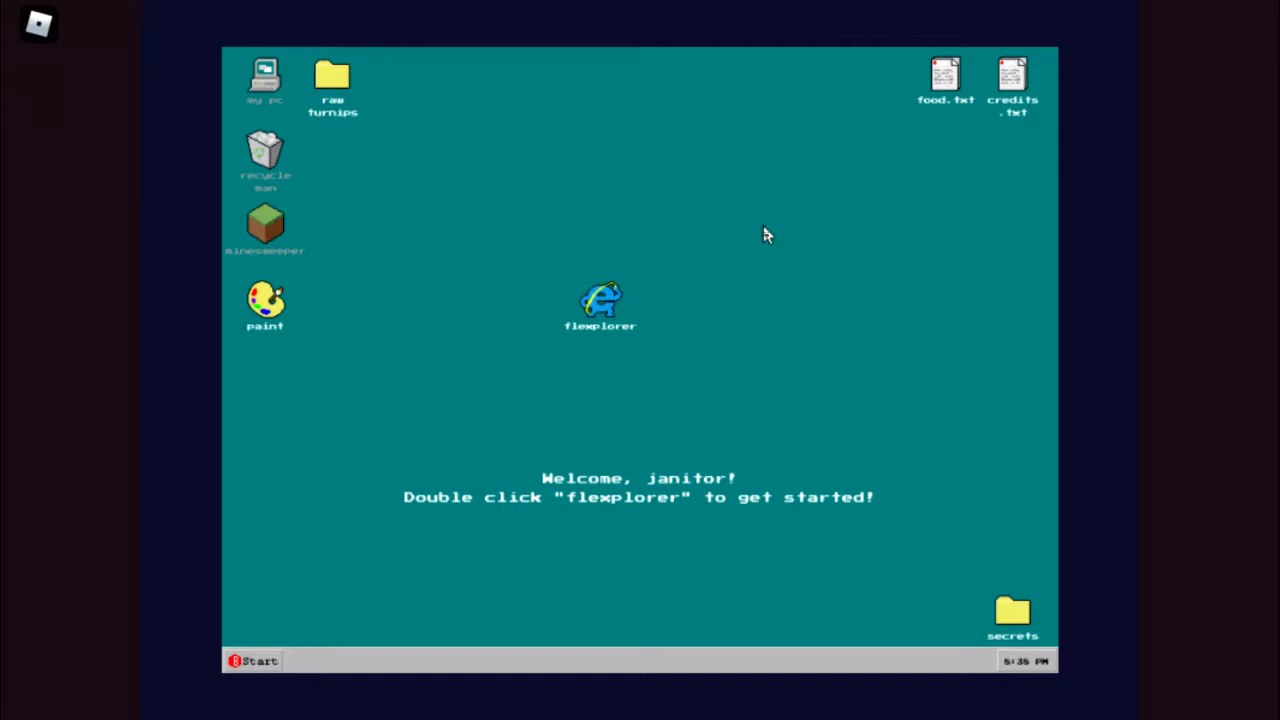 my pc
raw
turnips
food.txt
credits
.txt
recycle
man
minesweeper
paint
flexplorer
Welcome, janitor!
Double click "flexplorer" to get started!
secrets
Start
5:35 PM